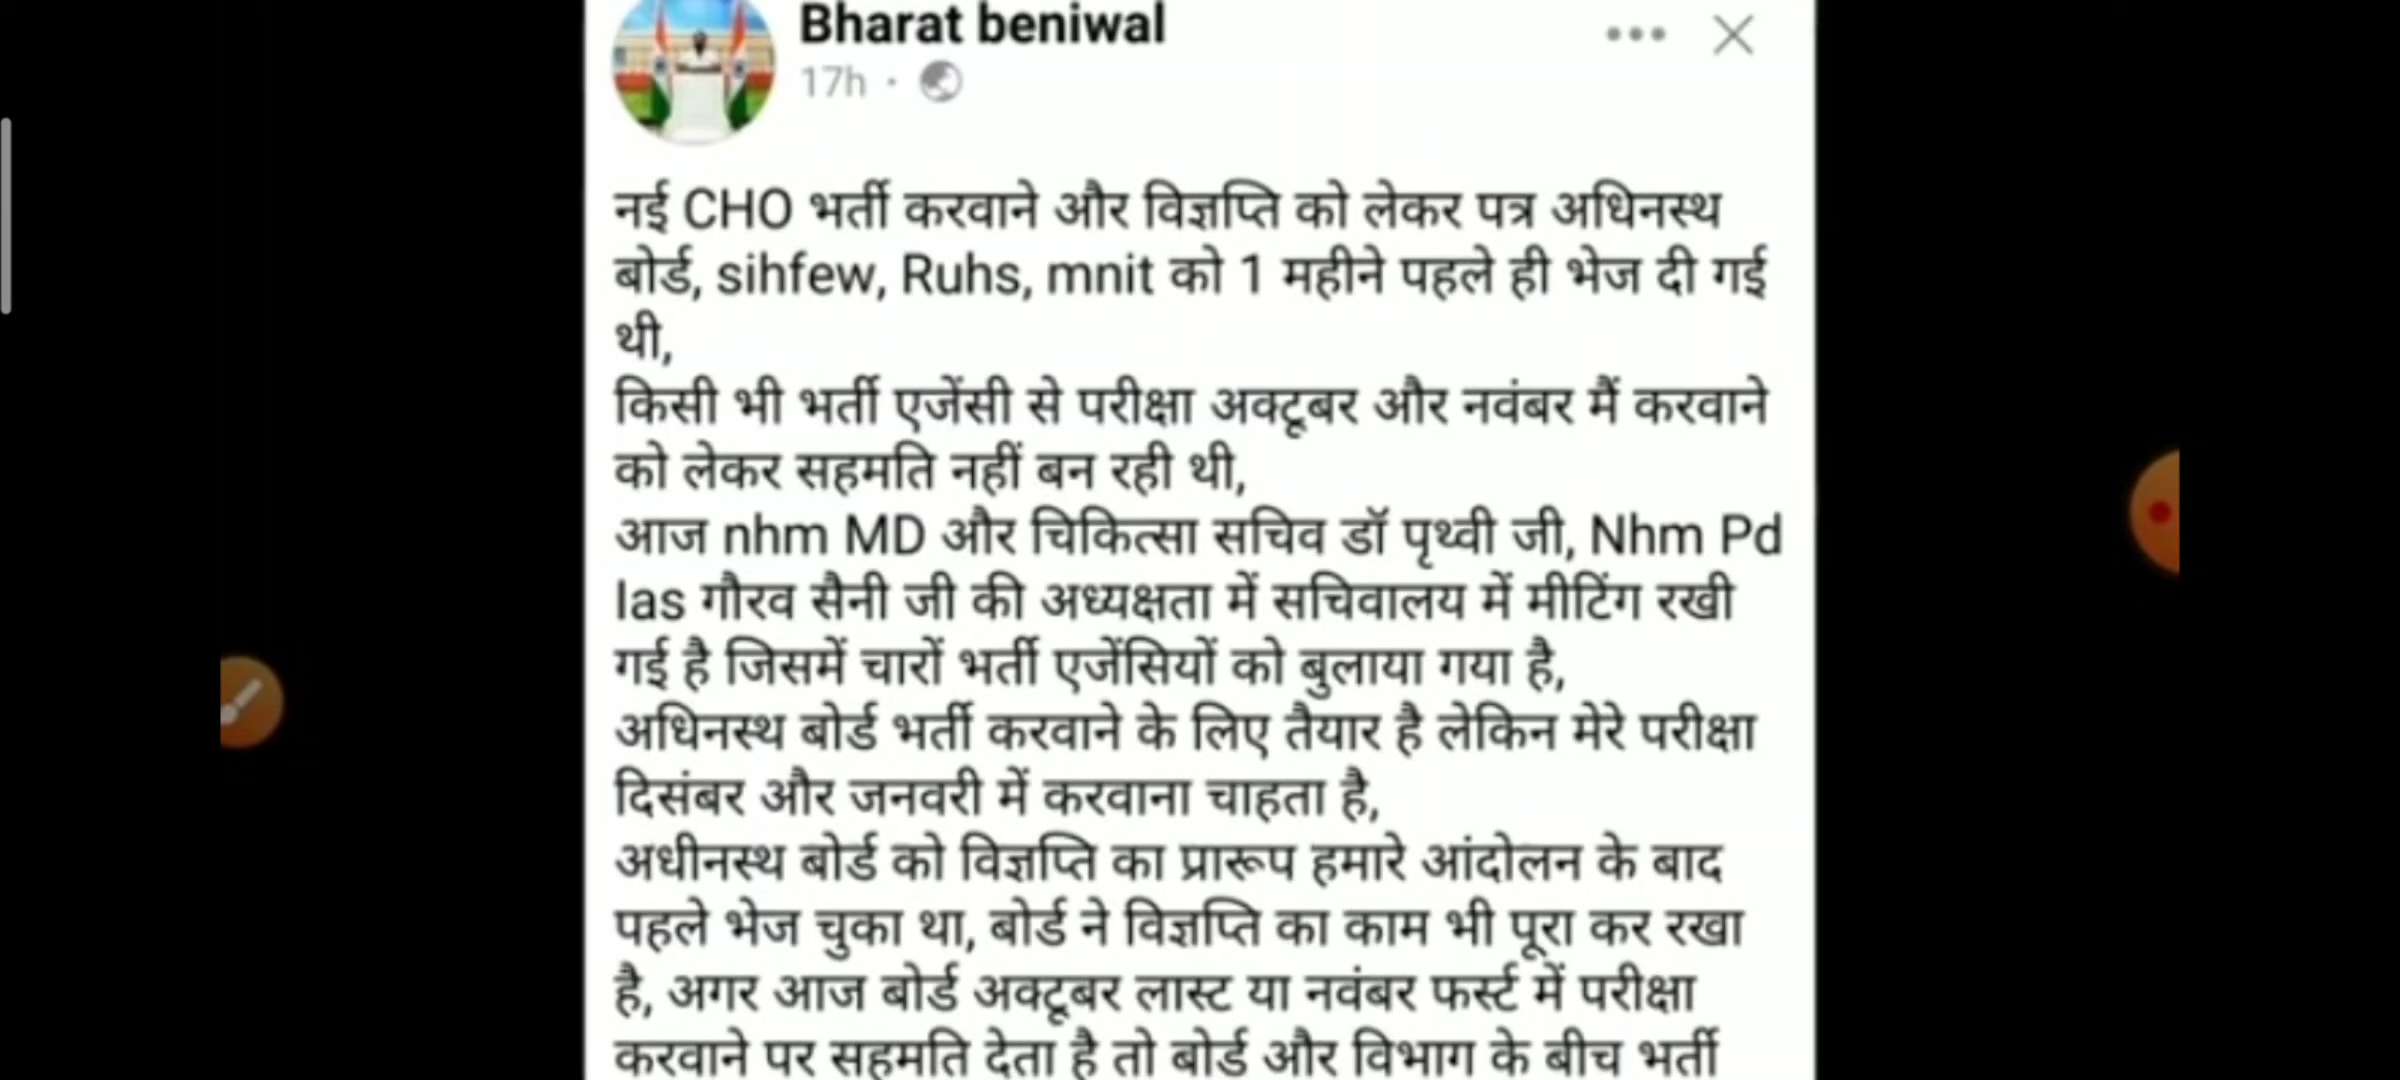 Bharat beniwal
17h
नई CHO भर्ती करवाने और विज्ञप्ति को लेकर पत्र अधिनस्थ
बोर्ड, sihfew, Ruhs, mnit को 1 महीने पहले ही भेज दी गई
थी,
किसी भी भर्ती एजेंसी से परीक्षा अक्टूबर और नवंबर मैं करवाने
को लेकर सहमति नहीं बन रही थी,
आज nhm MD और चिकित्सा सचिव डॉ पृथ्वी जी, Nhm Pd
Ias गौरव सैनी जी की अध्यक्षता में सचिवालय में मीटिंग रखी
गई है जिसमें चारों भर्ती एजेंसियों को बुलाया गया है,
अधिनस्थ बोर्ड भर्ती करवाने के लिए तैयार है लेकिन मेरे परीक्षा
दिसंबर और जनवरी में करवाना चाहता है,
अधीनस्थ बोर्ड को विज्ञप्ति का प्रारूप हमारे आंदोलन के बाद
पहले भेज चुका था, बोर्ड ने विज्ञप्ति का काम भी पूरा कर रखा
है, अगर आज बोर्ड अक्टूबर लास्ट या नवंबर फर्स्ट में परीक्षा
करवाने पर सहमति देता है तो बोर्ड और विभाग के बीच भर्ती